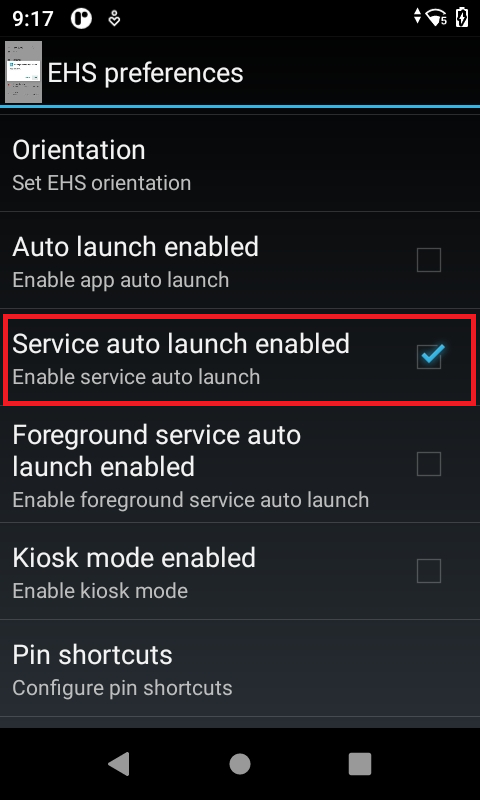 9:17
5
EHS preferences
Orientation
Set EHS orientation
Auto launch enabled
Enable app auto launch
Service auto launch enabled
Enable service auto launch
Foreground service auto
launch enabled
Enable foreground service auto launch
Kiosk mode enabled
Enable kiosk mode
Pin shortcuts
Configure pin shortcuts